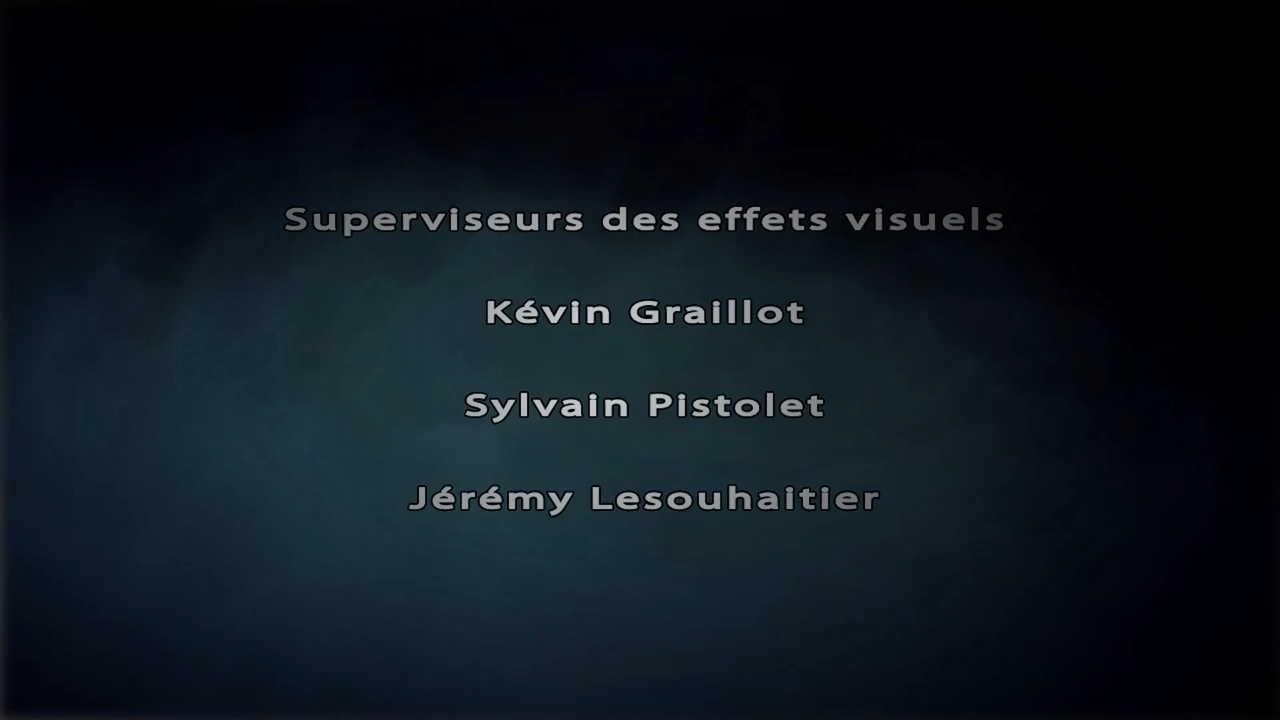 Superviseurs des effets visuels
Kévin Graillot
Sylvain Pistolet
Jérémy Lesouhaitier